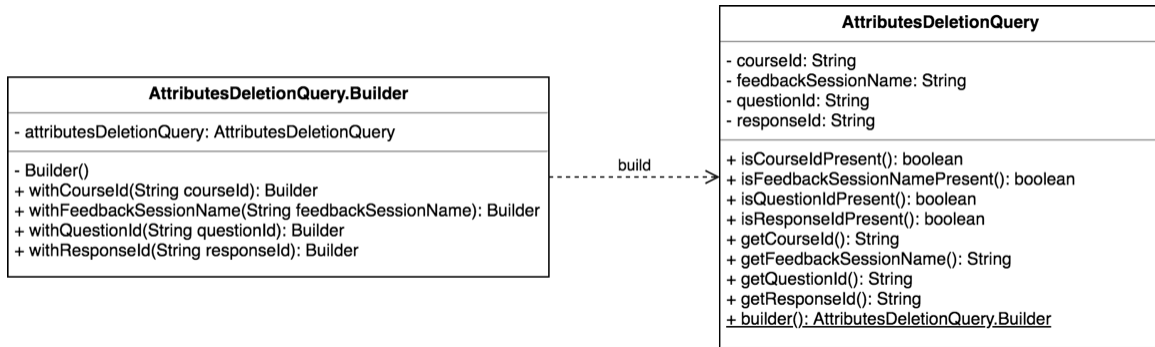 AttributesDeletionQuery.Builder
- attributesDeletionQuery: AttributesDeletionQuery
- Builder()
+ withCourseId(String courseId): Builder
+ withFeedbackSessionName(String feedbackSessionName): Builder
+ withQuestionId(String questionId): Builder
+ withResponseId(String responseId): Builder
build
AttributesDeletionQuery
- courseId: String
- feedbackSessionName: String
- questionId: String
- responseId: String
+ isCourseIdPresent(): boolean
+ isFeedbackSessionNamePresent(): boolean
+ isQuestionIdPresent(): boolean
+ isResponseIdPresent(): boolean
+ getCourseId(): String
+ getFeedbackSessionName(): String
+ getQuestionId(): String
+ getResponseId(): String
+ builder(): AttributesDeletionQuery.Builder